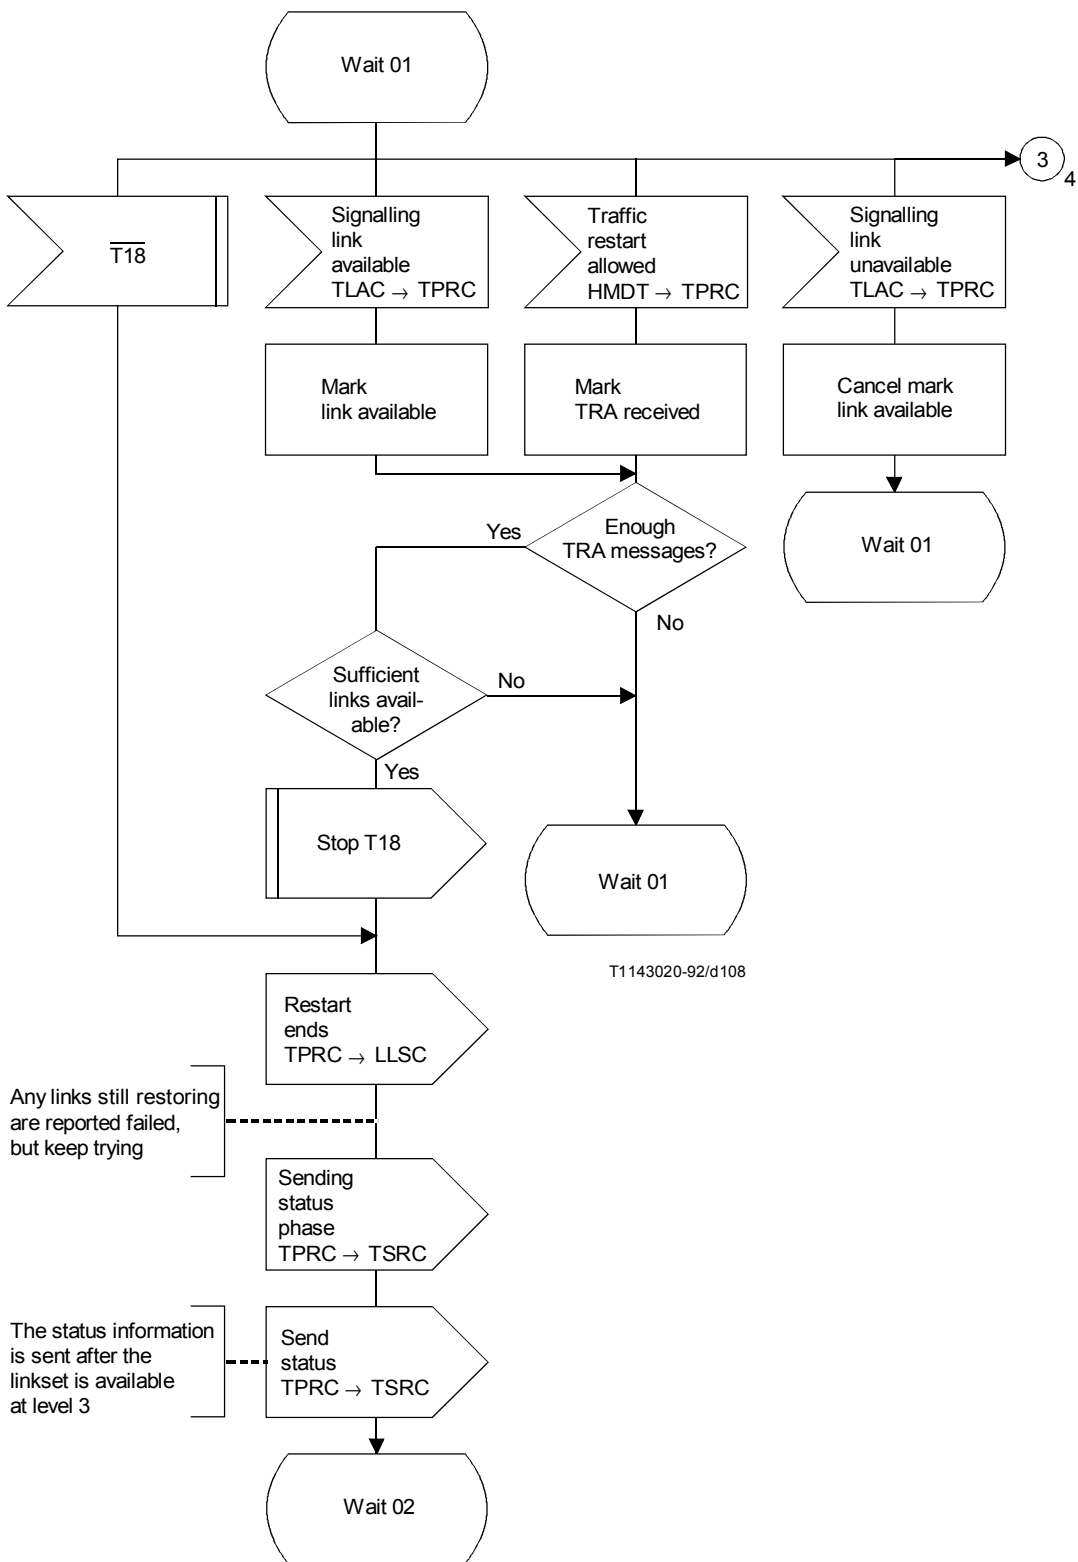 Wait 01
3
4
T18
Signalling
link
available
TLAC → TPRC
Traffic
restart
allowed
HMDT → TPRC
Signalling
link
unavailable
TLAC → TPRC
Mark
link available
Mark
TRA received
Cancel mark
link available
Yes
Enough
TRA messages?
Wait 01
No
Sufficient
links avail-
able?
No
Yes
Stop T18
Wait 01
T1143020-92/d108
Restart
ends
TPRC → LLSC
Any links still restoring
are reported failed,
but keep trying
Sending
status
phase
TPRC → TSRC
The status information
is sent after the
linkset is available
at level 3
Send
status
TPRC → TSRC
Wait 02